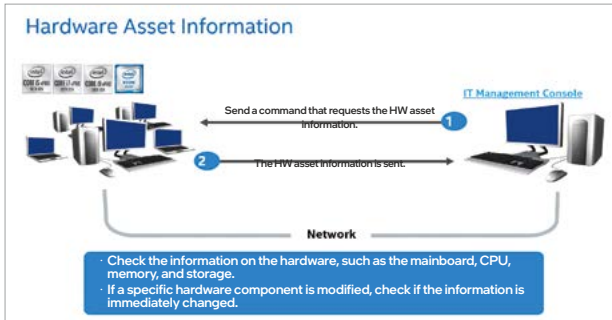 Hardware Asset Information
IT Management Console
Send a command that requests the HW asset
information.
1
2
The HW asset information is sent.
Network
· Check the information on the hardware, such as the mainboard, CPU,
memory, and storage.
· If a specific hardware component is modified, check if the information is
immediately changed.